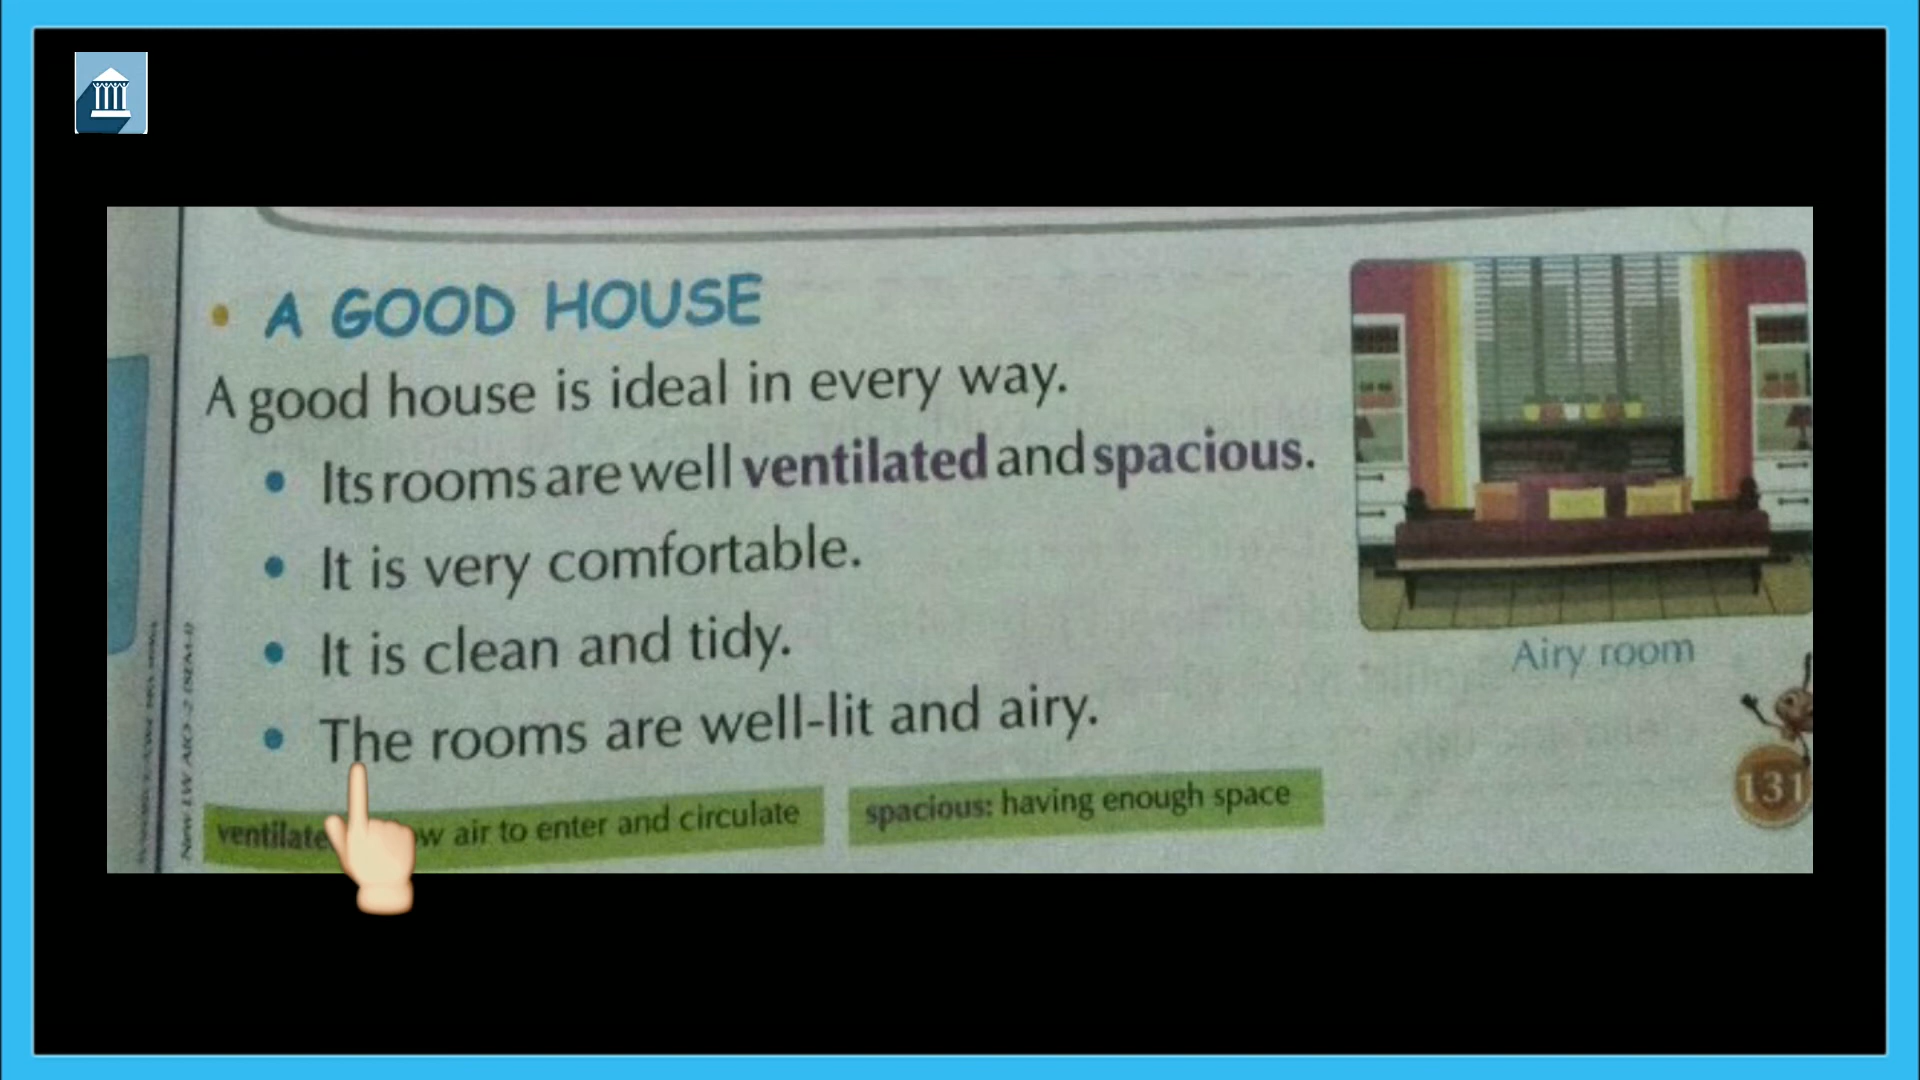 • A GOOD HOUSE
A good house is ideal in every way.
• Its rooms are well ventilated and spacious.
• It is very comfortable.
• It is clean and tidy.
• The rooms are well-lit and airy.
Airy room
ventilate w air to enter and circulate
spacious: having enough space
131